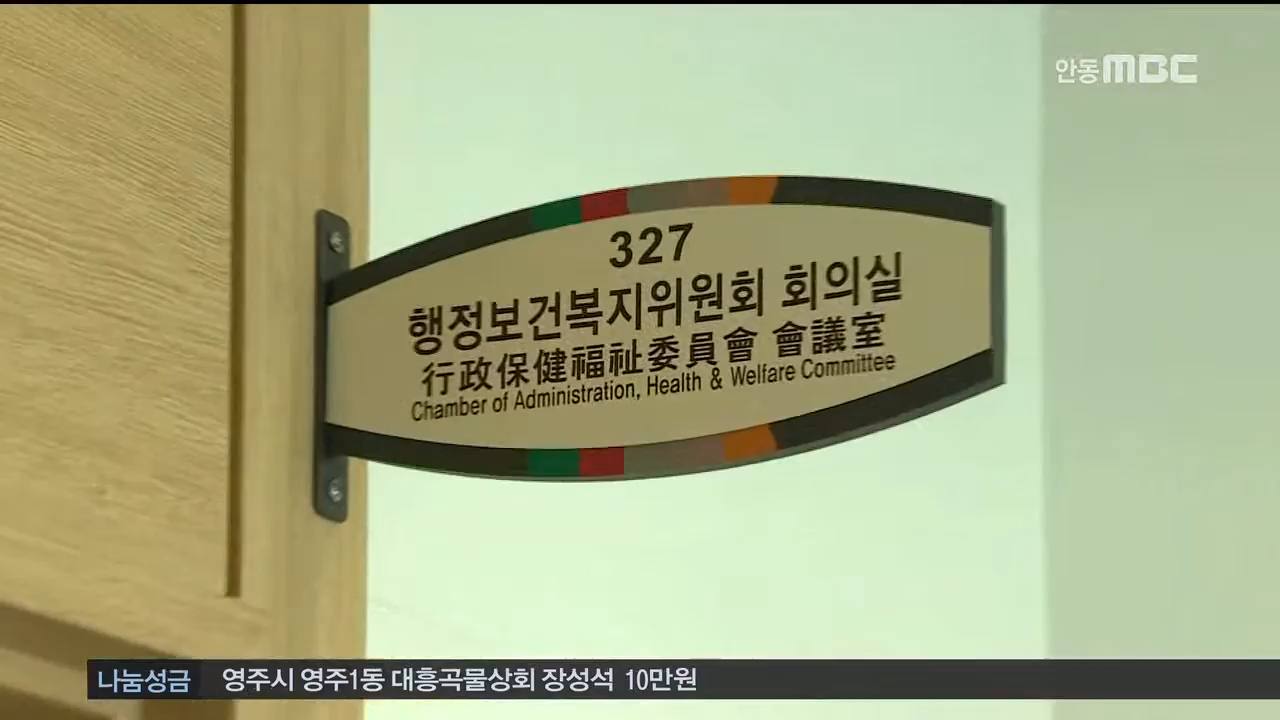 안동MBC
327
행정보건복지위원회 회의실
行政保健福祉委員會 會議室
Chamber of Administration, Health & Welfare Committee
나눔성금 영주시 영주1동 대흥곡물상회 장성석 10만원